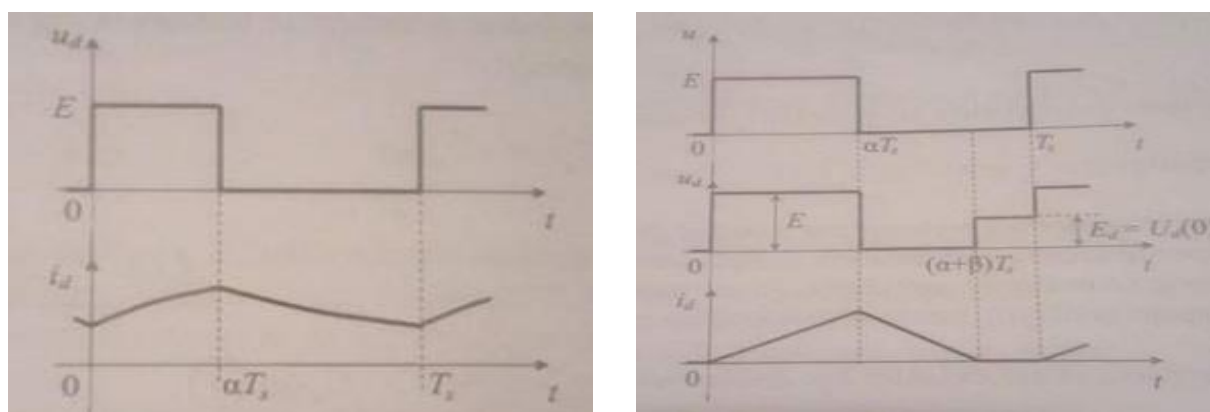 u_d
E
0
t
i_d
0
αT_s
T_s
t
u
E
0
αT_s
T_s
t
u_d
E
E_d = U_d(0
0
(α+β)T_s
t
i_d
0
t